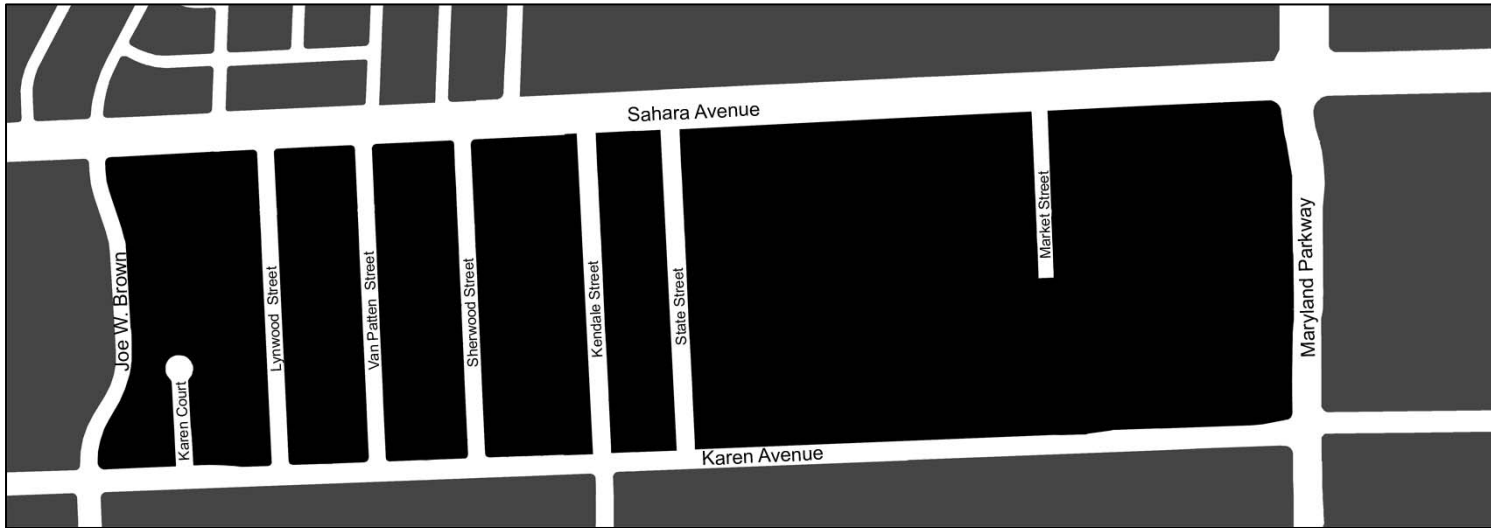 Sahara Avenue
Joe W. Brown
Karen Court
Lynwood Street
Van Patten Street
Sherwood Street
Kendale Street
State Street
Market Street
Maryland Parkway
Karen Avenue